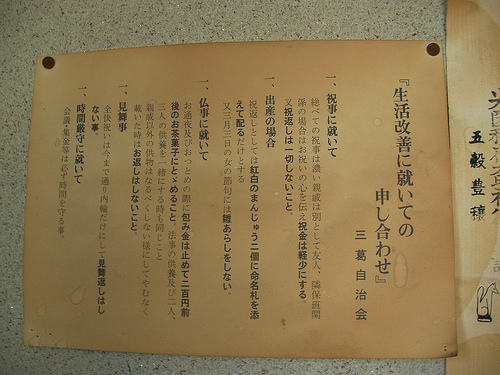 『生活改善に就いての
申し合わせ』
三葛自治会
一、祝事に就いて
総べての祝事は濃い親戚は別として友人、隣保班関
係の場合はお祝いの心を伝え祝金は軽少にする。
又祝返しは一切しないこと。
一、出産の場合
祝返しとしては紅白のまんじゅう二個に命名札を添
えて配るだけとする
又三月三日の女の節句には雛あらしをしない。
一、仏事に就いて
お通夜及びおつとめの際に包み金は止めて二百円前
後のお茶菓子にとゞめること、法事の供養及び二人、
三人の供養を一緒にする時も同じこと
親戚以外の供物はなるべくしない様にしてやむなく
戴いた時はお返しはしないこと。
一、見舞事
全快祝いは今まで通り内輪だけにして見舞返しはし
ない事。
一、時間厳守に就いて
会議・集金等は必ず時間を守る事。
五穀豊穣